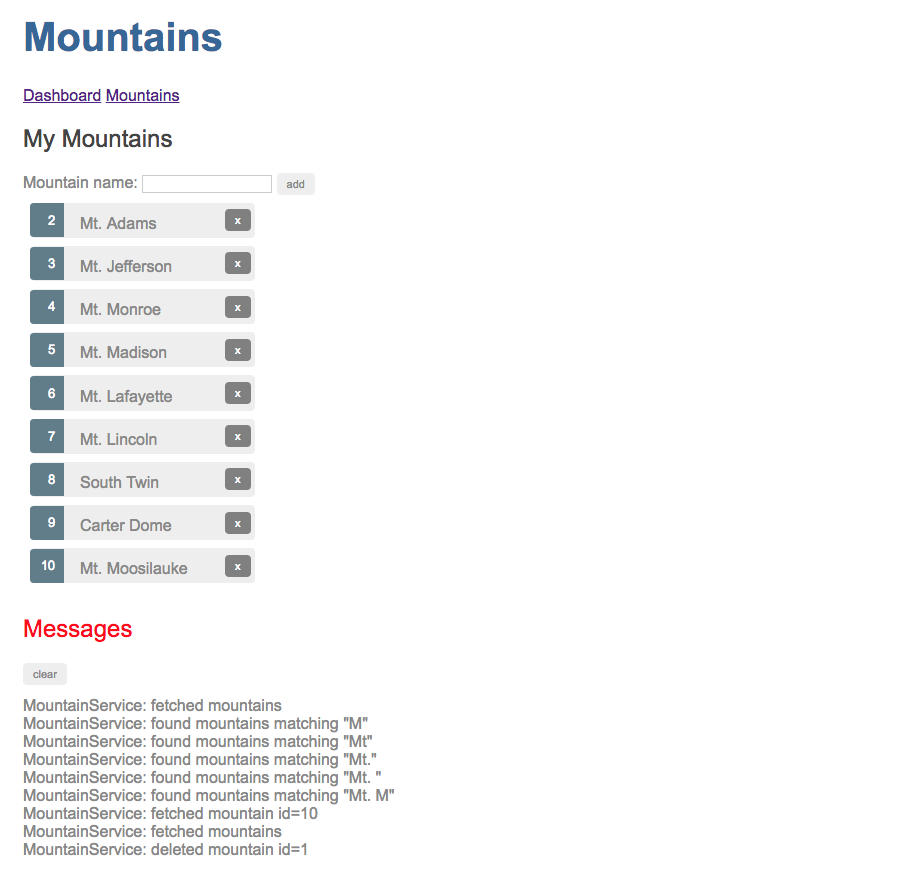 Mountains
Dashboard Mountains
My Mountains
Mountain name: add
2 Mt. Adams x
3 Mt. Jefferson x
4 Mt. Monroe x
5 Mt. Madison x
6 Mt. Lafayette x
7 Mt. Lincoln x
8 South Twin x
9 Carter Dome x
10 Mt. Moosilauke x
Messages
clear
MountainService: fetched mountains
MountainService: found mountains matching "M"
MountainService: found mountains matching "Mt"
MountainService: found mountains matching "Mt."
MountainService: found mountains matching "Mt. "
MountainService: found mountains matching "Mt. M"
MountainService: fetched mountain id=10
MountainService: fetched mountains
MountainService: deleted mountain id=1